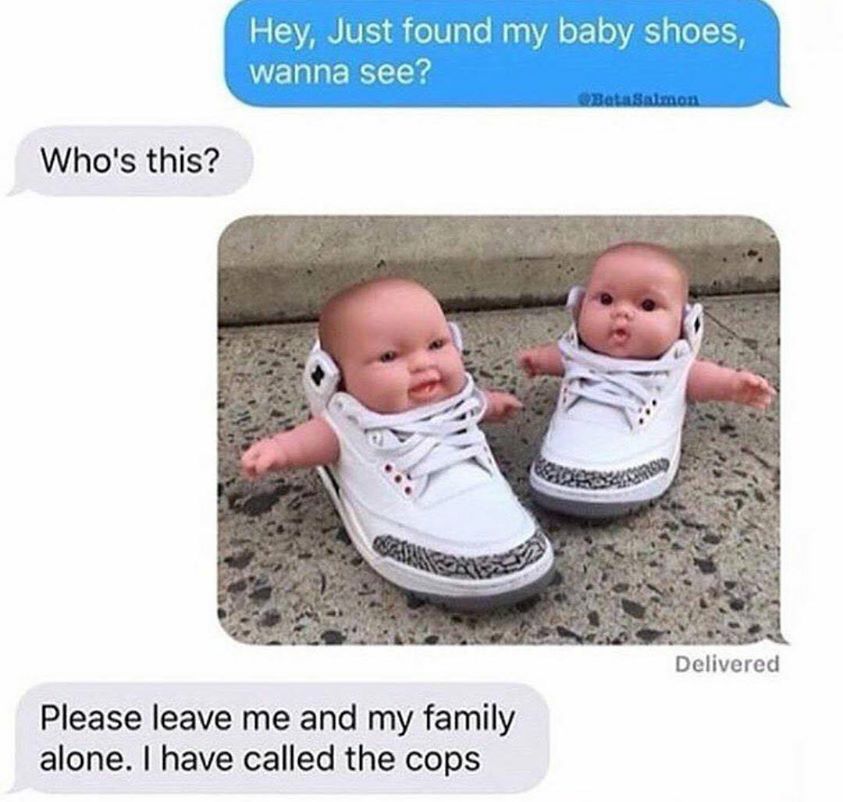 Hey, Just found my baby shoes,
wanna see?
@BetaSalmon
Who's this?
Delivered
Please leave me and my family
alone. I have called the cops